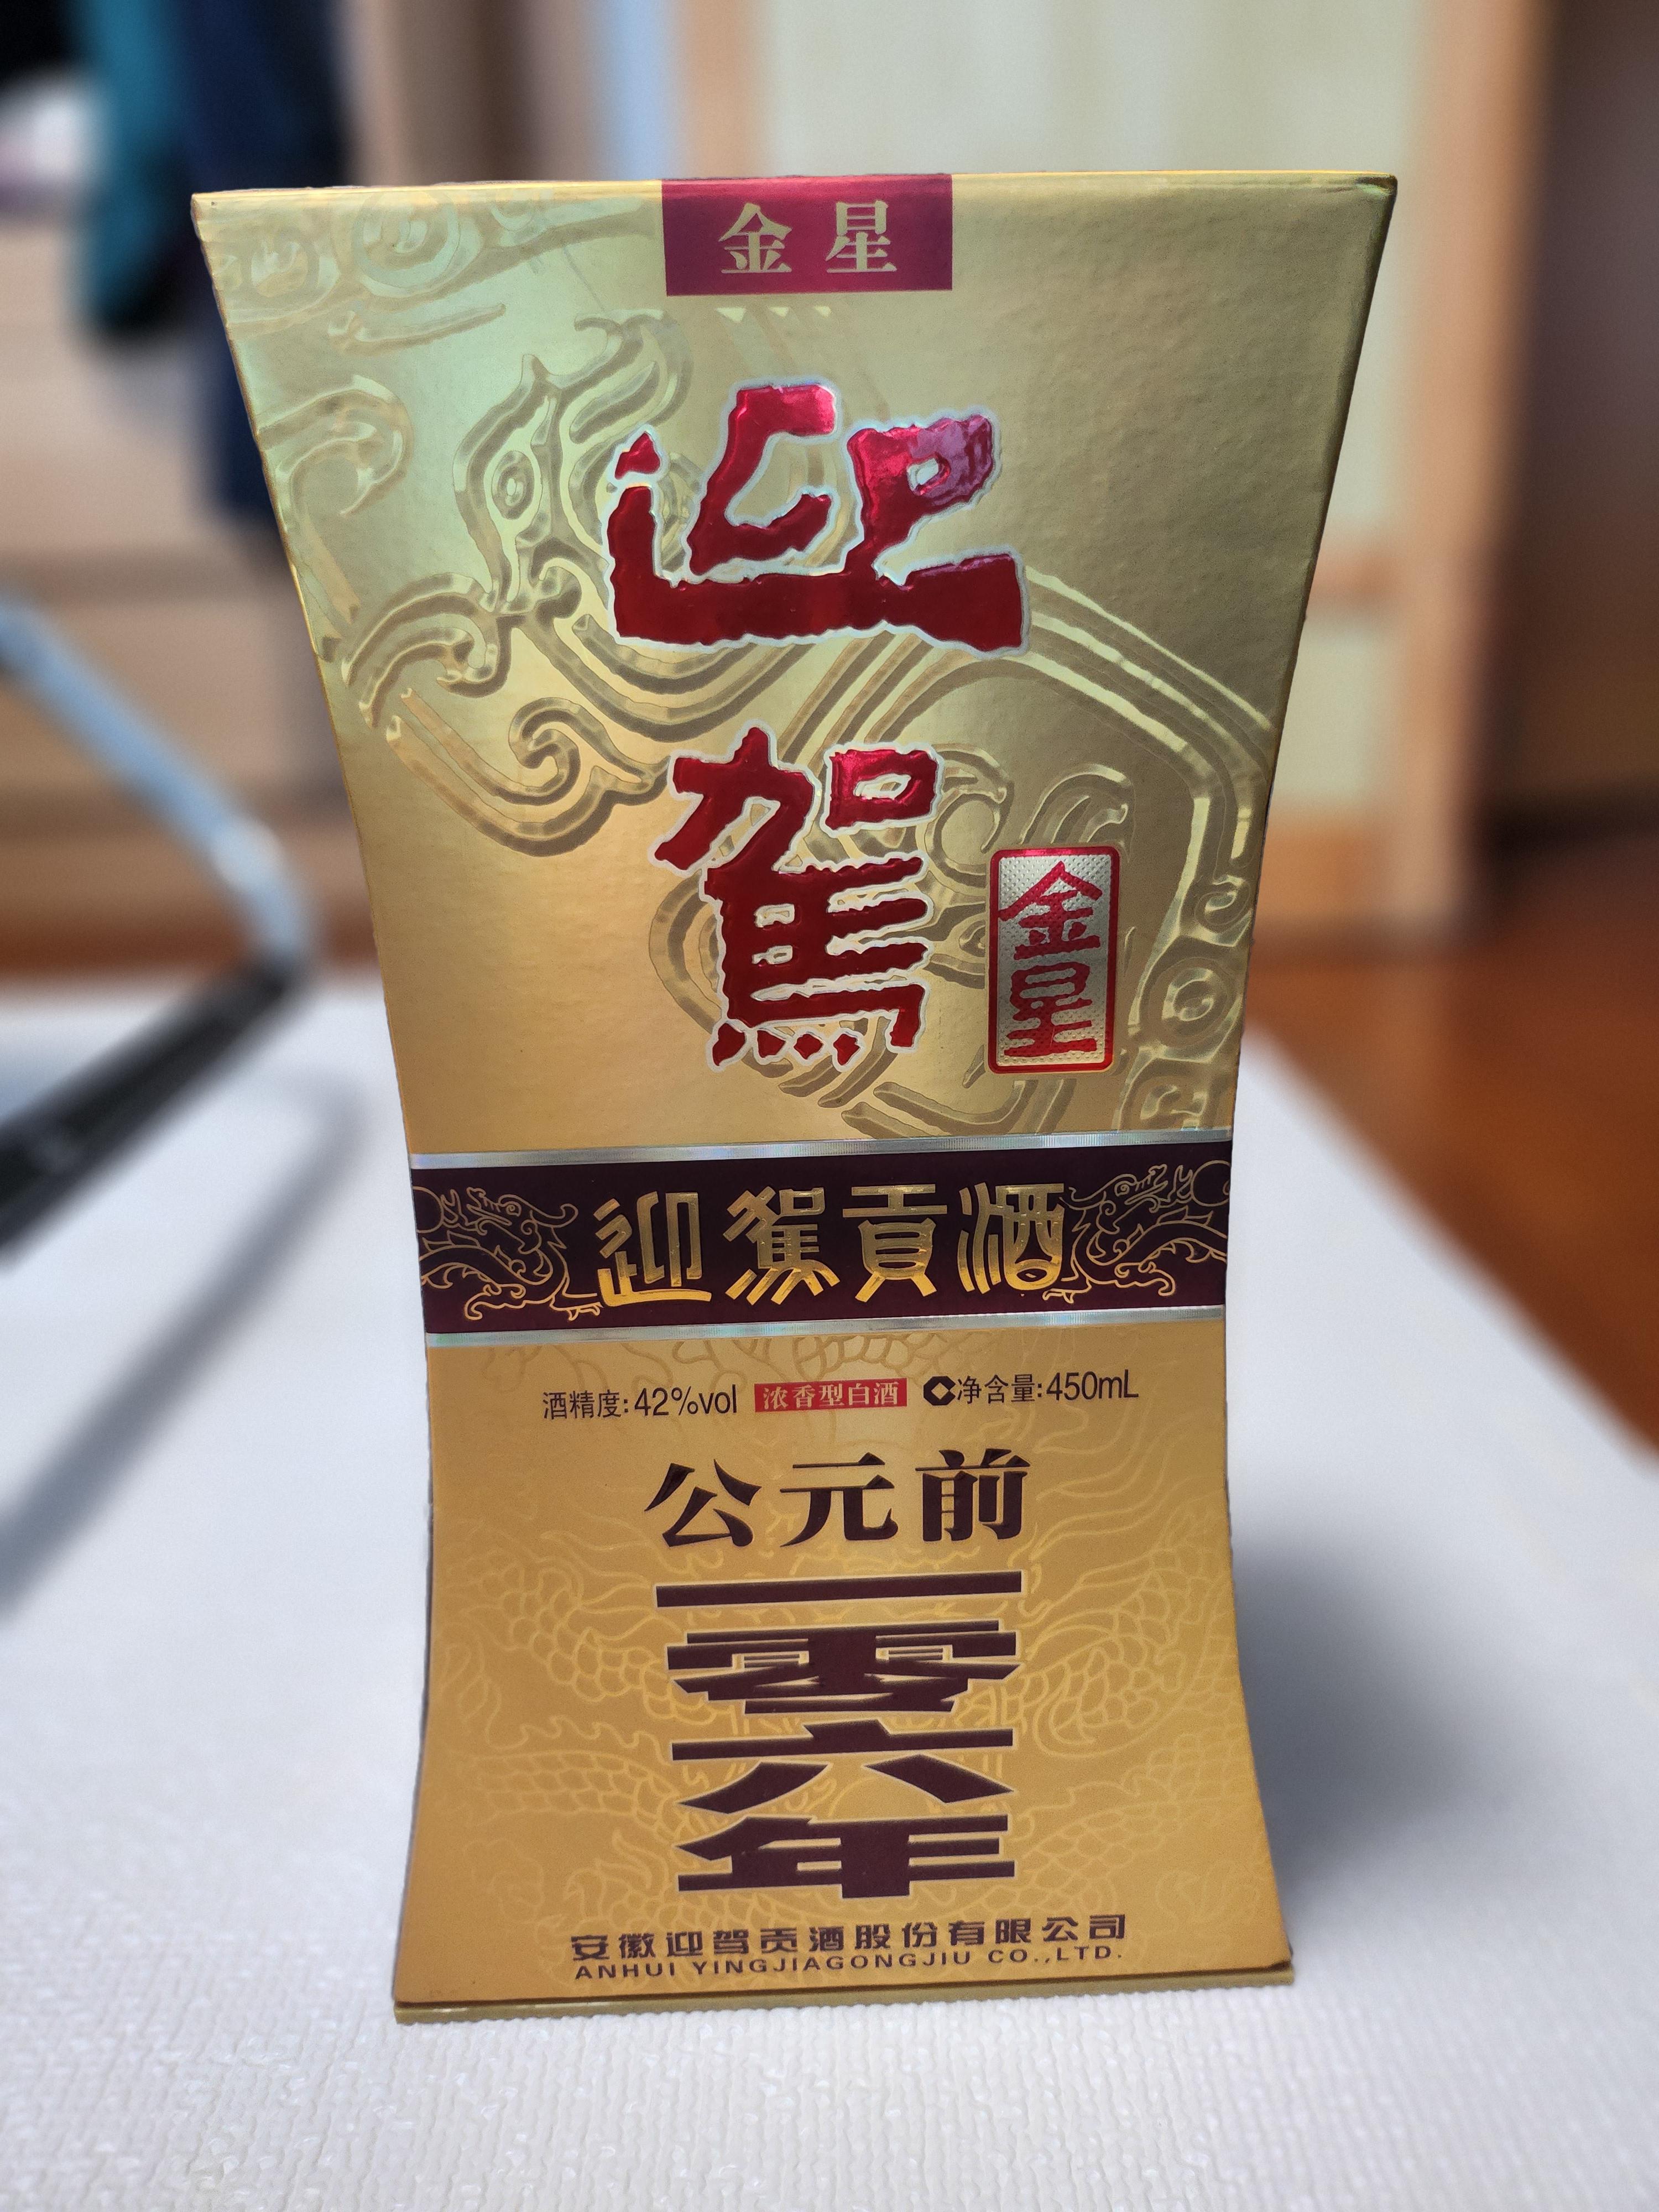 金星
迎
驾
金
星
迎駕貢酒
酒精度:42%vol 浓香型白酒 净含量:450mL
公元前
一
零
六
年
安徽迎驾贡酒股份有限公司
ANHUI YINGJIAGONGJIU CO.,LTD.